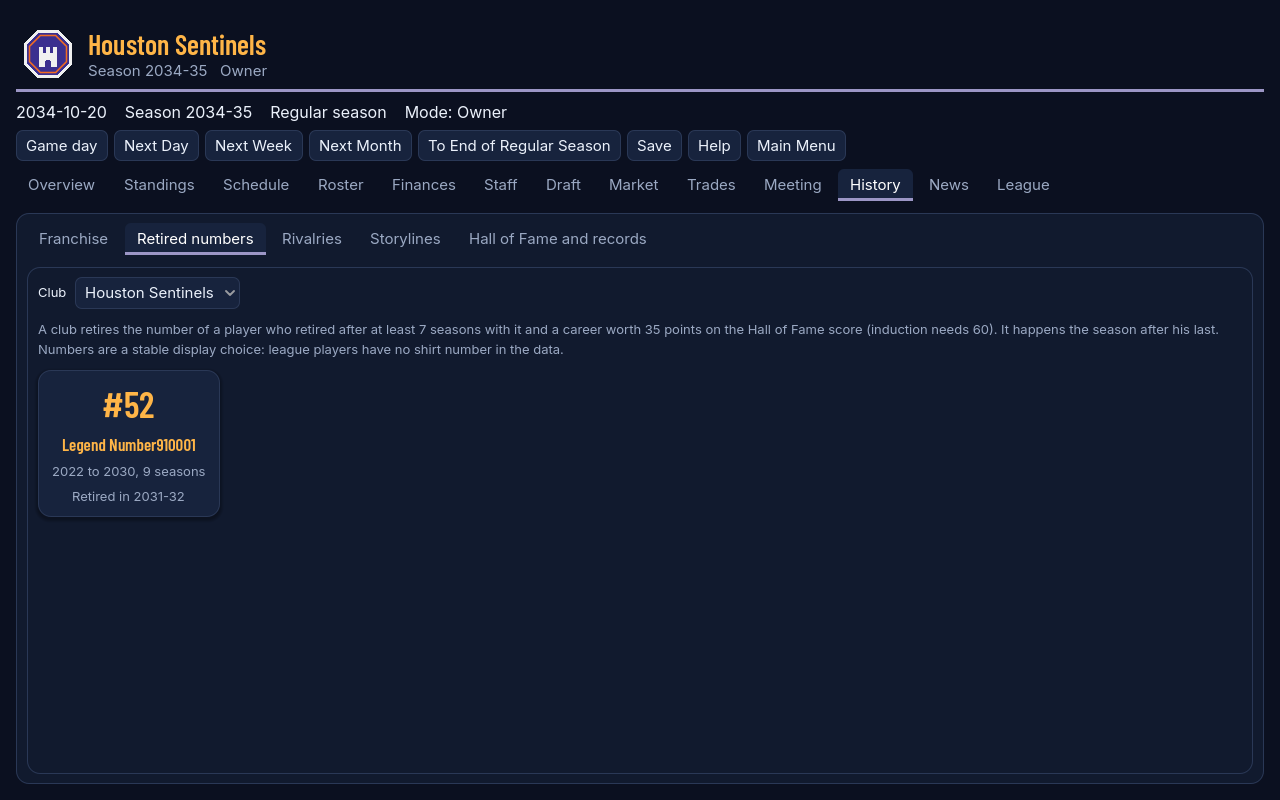 Houston Sentinels
Season 2034-35 Owner
2034-10-20 Season 2034-35 Regular season Mode: Owner
Game day Next Day Next Week Next Month To End of Regular Season Save Help Main Menu
Overview Standings Schedule Roster Finances Staff Draft Market Trades Meeting History News League
Franchise Retired numbers Rivalries Storylines Hall of Fame and records
Club Houston Sentinels
A club retires the number of a player who retired after at least 7 seasons with it and a career worth 35 points on the Hall of Fame score (induction needs 60). It happens the season after his last.
Numbers are a stable display choice: league players have no shirt number in the data.
#52
Legend Number910001
2022 to 2030, 9 seasons
Retired in 2031-32